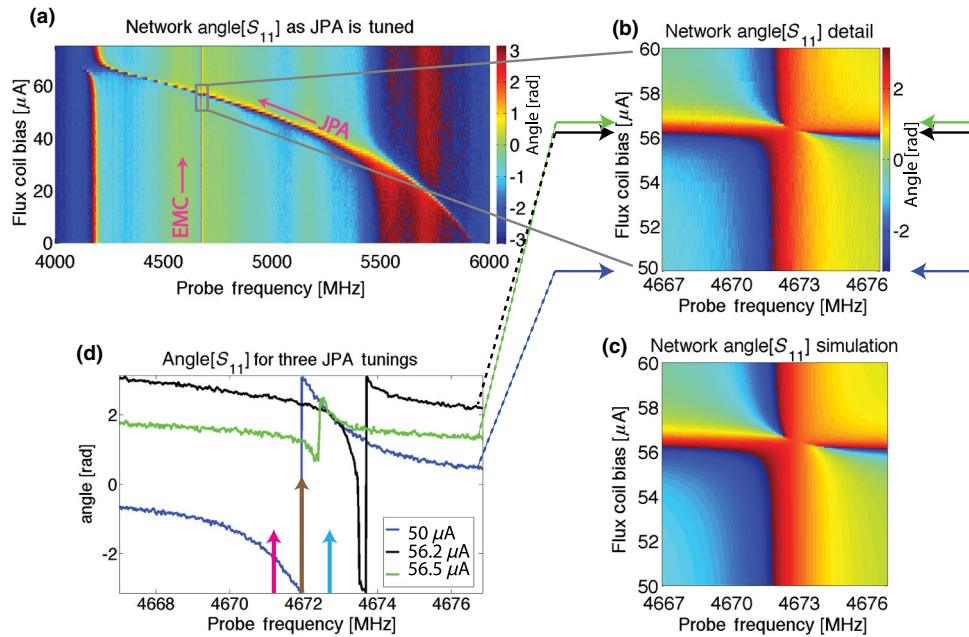 (a)
Network angle[S11] as JPA is tuned
Flux coil bias [μA]
60
40
20
0
4000
4500
5000
5500
6000
Probe frequency [MHz]
EMC
JPA
3
2
1
0
-1
-2
-3
Angle [rad]
(b)
Network angle[S11] detail
Flux coil bias [μA]
60
58
56
54
52
50
4667
4670
4673
4676
Probe frequency [MHz]
2
0
-2
Angle [rad]
(d)
Angle[S11] for three JPA tunings
angle [rad]
2
0
-2
4668
4670
4672
4674
4676
Probe frequency [MHz]
50 μA
56.2 μA
56.5 μA
(c)
Network angle[S11] simulation
Flux coil bias [μA]
60
58
56
54
52
50
4667
4670
4673
4676
Probe frequency [MHz]